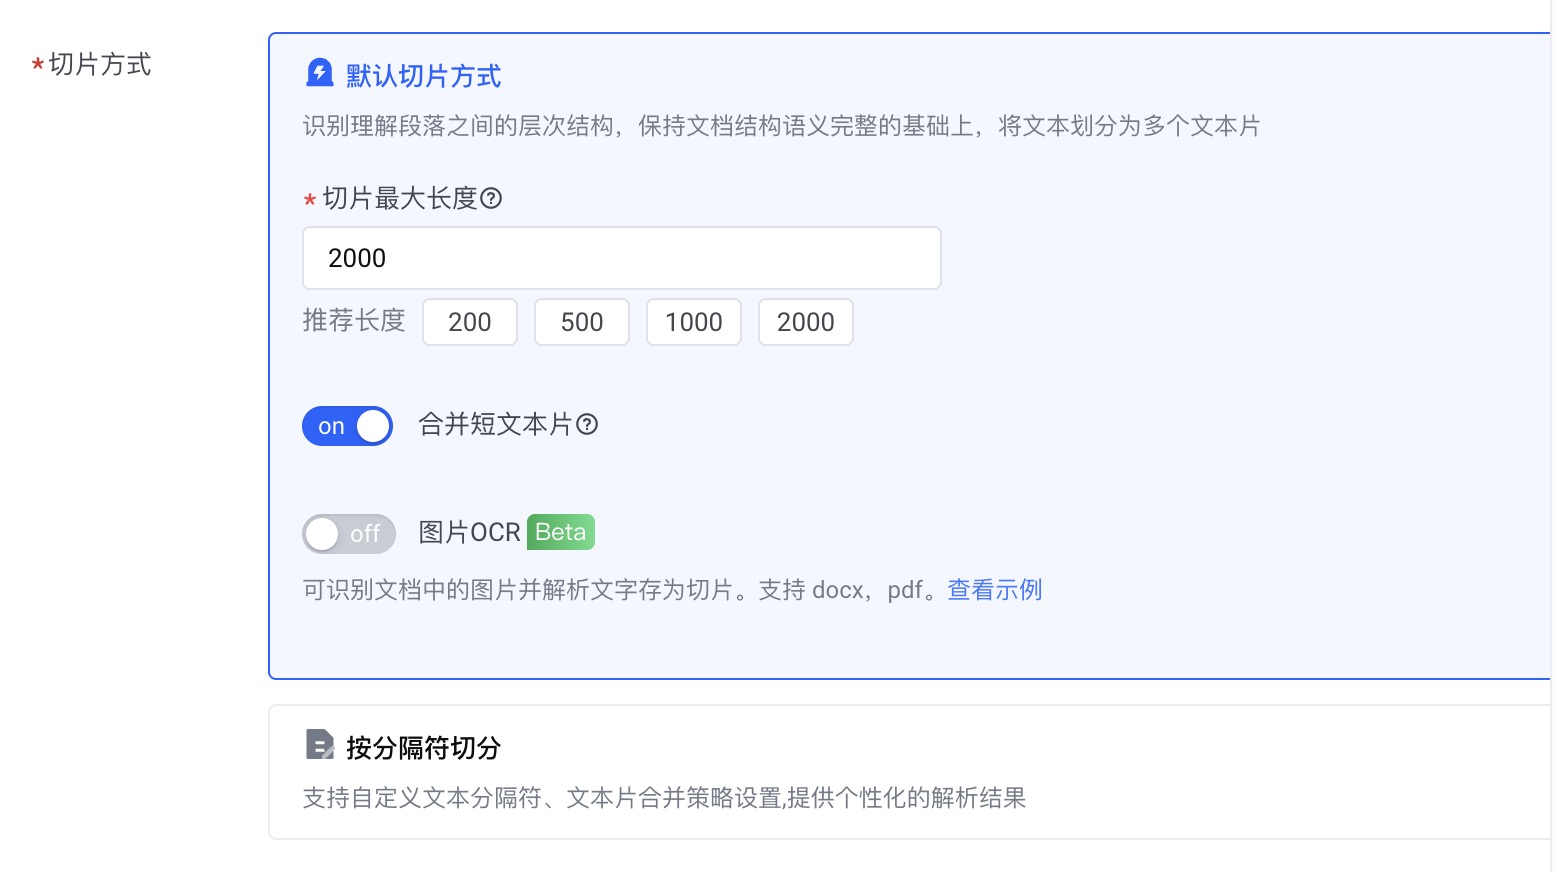 *切片方式
默认切片方式
识别理解段落之间的层次结构，保持文档结构语义完整的基础上，将文本划分为多个文本片
* 切片最大长度?
2000
推荐长度 200 500 1000 2000
on 合并短文本片?
off 图片OCR Beta
可识别文档中的图片并解析文字存为切片。支持 docx，pdf。查看示例
按分隔符切分
支持自定义文本分隔符、文本片合并策略设置,提供个性化的解析结果